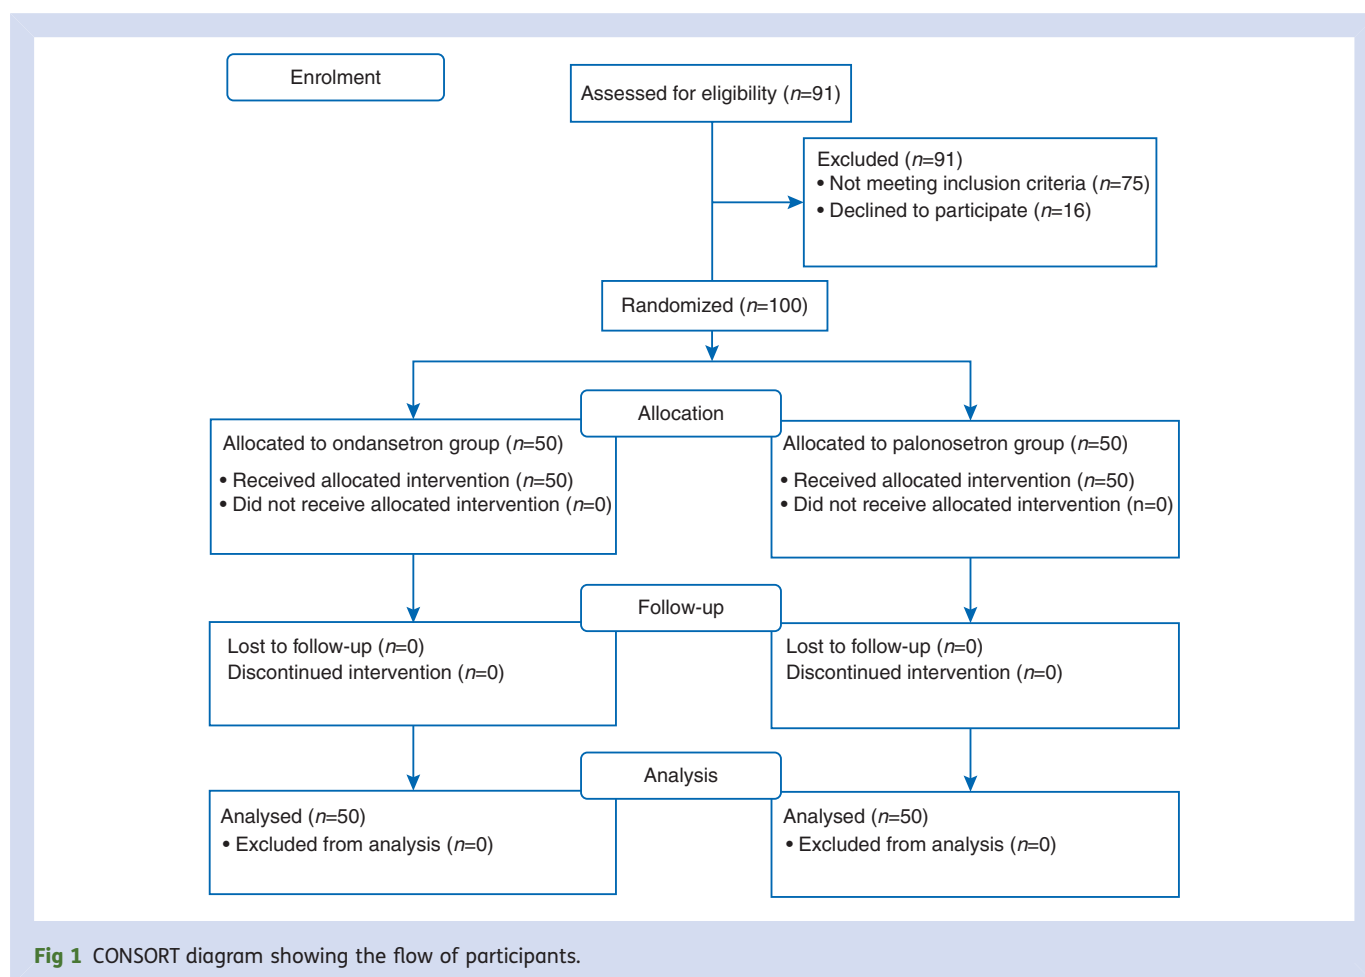 Enrolment
Assessed for eligibility (n=91)
Excluded (n=91)
• Not meeting inclusion criteria (n=75)
• Declined to participate (n=16)
Randomized (n=100)
Allocation
Allocated to ondansetron group (n=50)
• Received allocated intervention (n=50)
• Did not receive allocated intervention (n=0)
Allocated to palonosetron group (n=50)
• Received allocated intervention (n=50)
• Did not receive allocated intervention (n=0)
Follow-up
Lost to follow-up (n=0)
Discontinued intervention (n=0)
Lost to follow-up (n=0)
Discontinued intervention (n=0)
Analysis
Analysed (n=50)
• Excluded from analysis (n=0)
Analysed (n=50)
• Excluded from analysis (n=0)
Fig 1 CONSORT diagram showing the flow of participants.